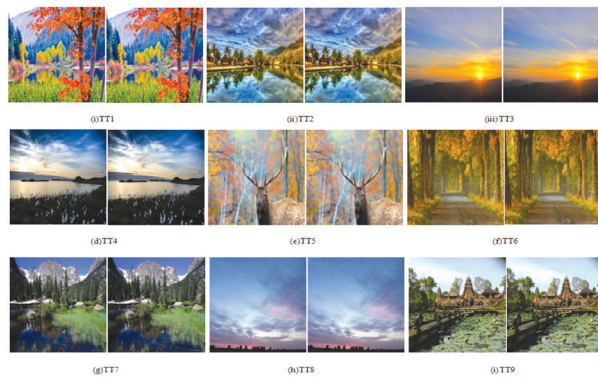 (i)TT1
(ii)TT2
(iii)TT3
(d)TT4
(e)TT5
(f)TT6
(g)TT7
(h)TT8
(i)TT9